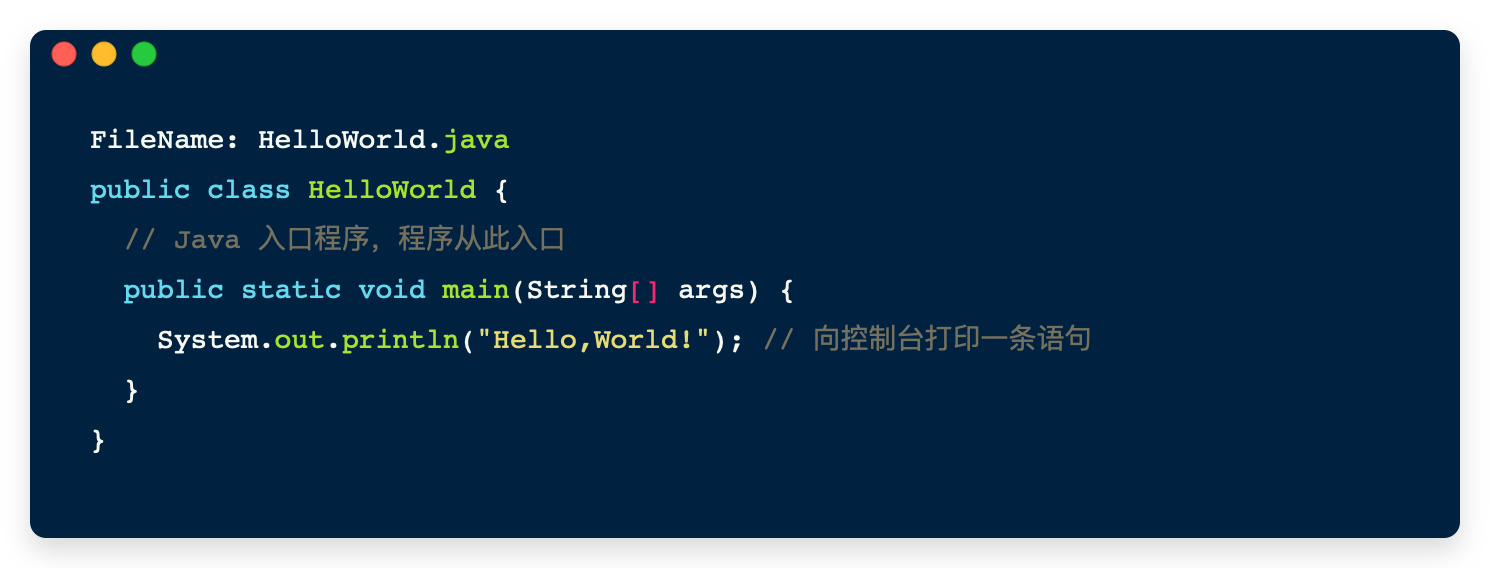 FileName: HelloWorld.java
public class HelloWorld {
  // Java 入口程序，程序从此入口
  public static void main(String[] args) {
    System.out.println("Hello,World!"); // 向控制台打印一条语句
  }
}